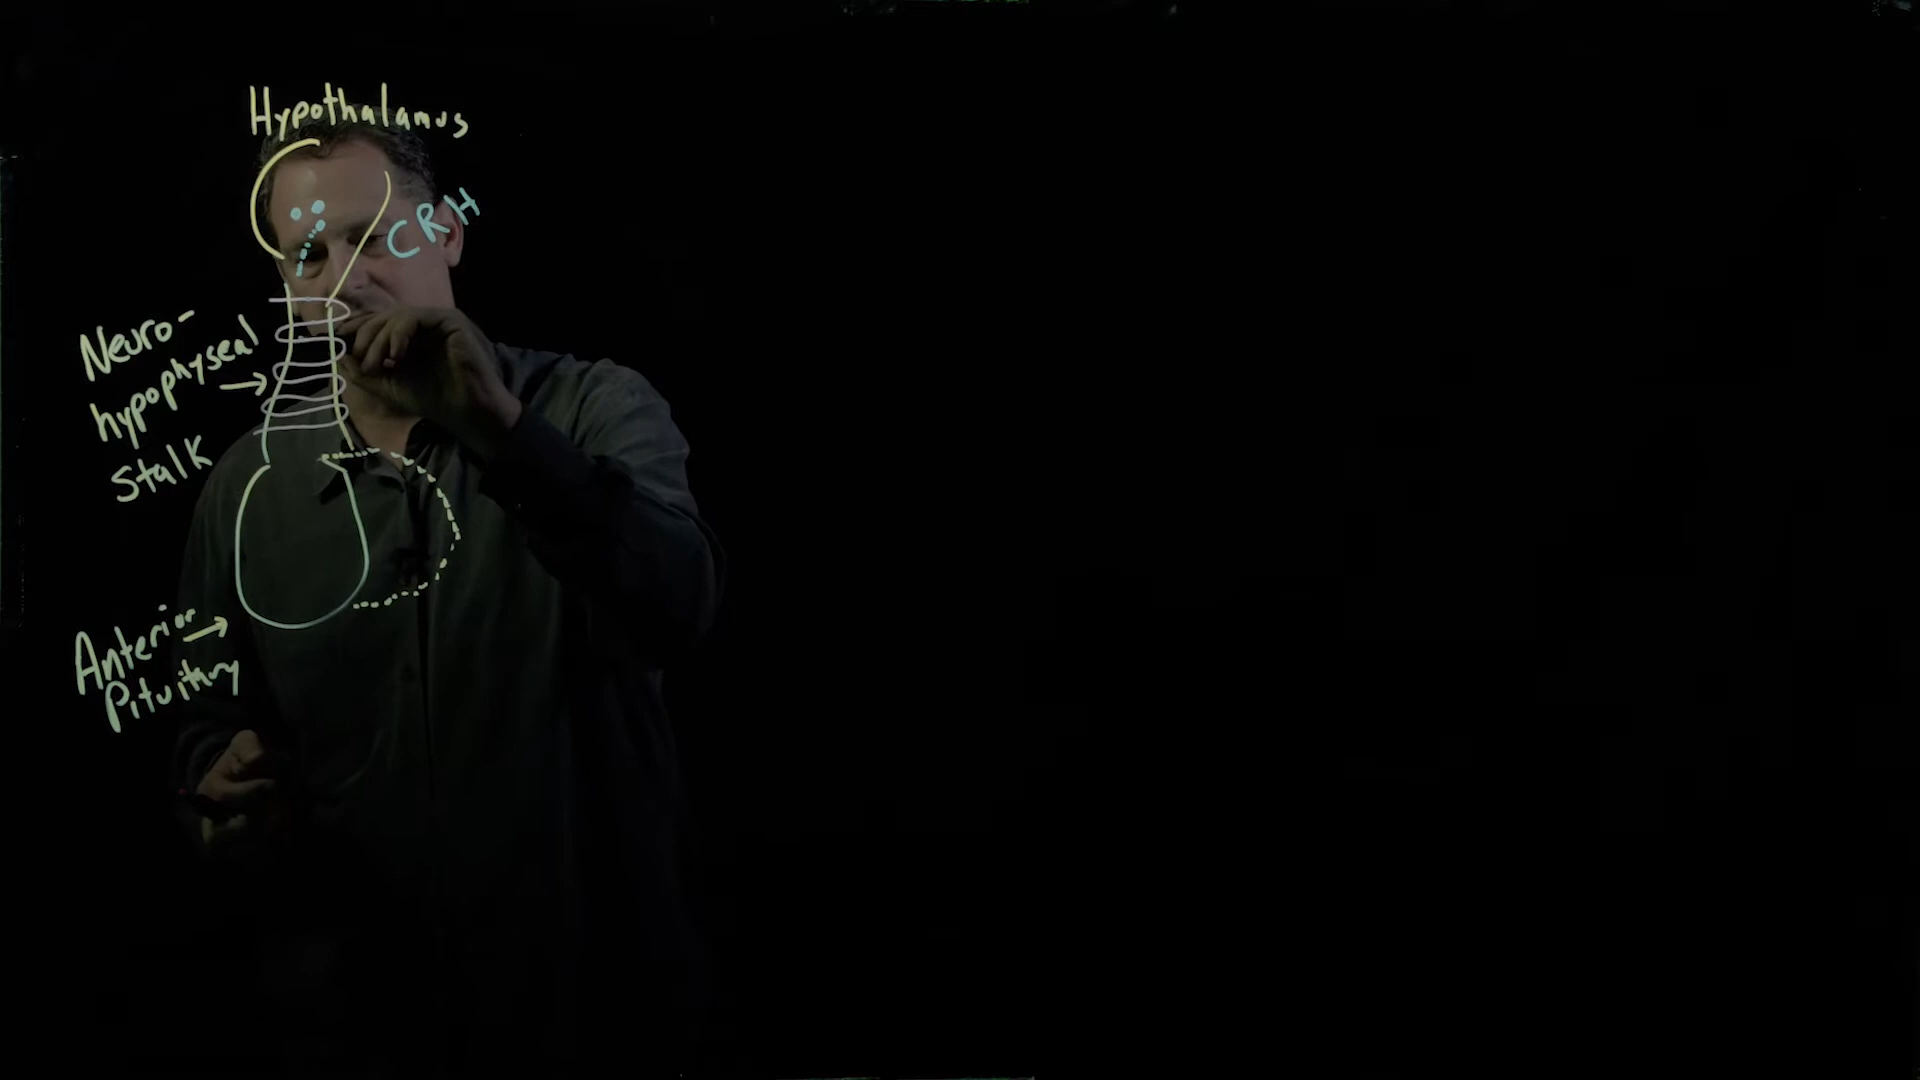 Hypothalamus
CRH
Neuro-
hypophyseal
Stalk
Anterior
Pituitary